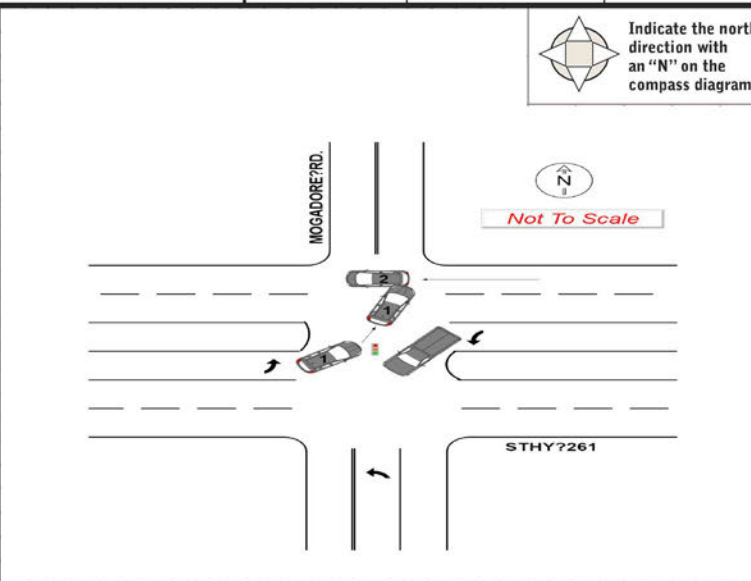 Indicate the nort
direction with
an “N” on the
compass diagram
MOGADORE?RD.
N
Not To Scale
2
1
1
STHY?261